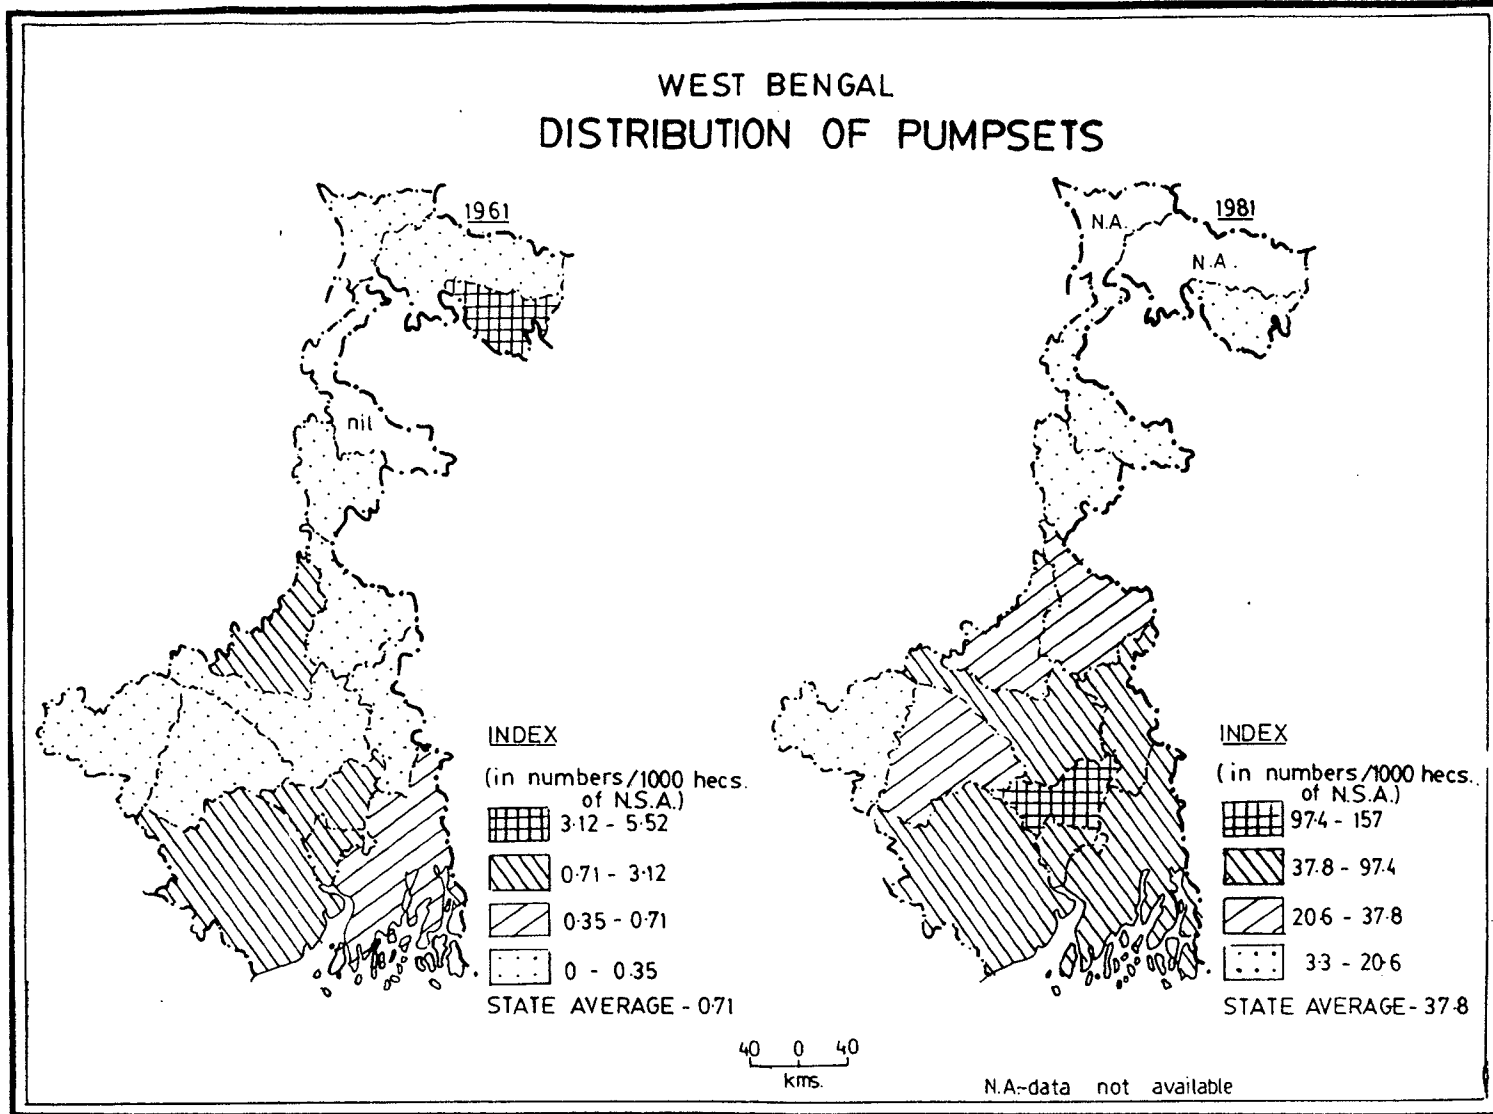 WEST BENGAL
DISTRIBUTION OF PUMPSETS
1961
nil
INDEX
(in numbers/1000 hecs.
of N.S.A.)
3·12 - 5·52
0·71 - 3·12
0·35 - 0·71
0 - 0·35
STATE AVERAGE - 0·71
1981
N.A.
N.A.
INDEX
(in numbers/1000 hecs.
of N.S.A.)
97·4 - 157
37·8 - 97·4
20·6 - 37·8
3·3 - 20·6
STATE AVERAGE - 37·8
40 0 40
kms.
N.A.-data not available